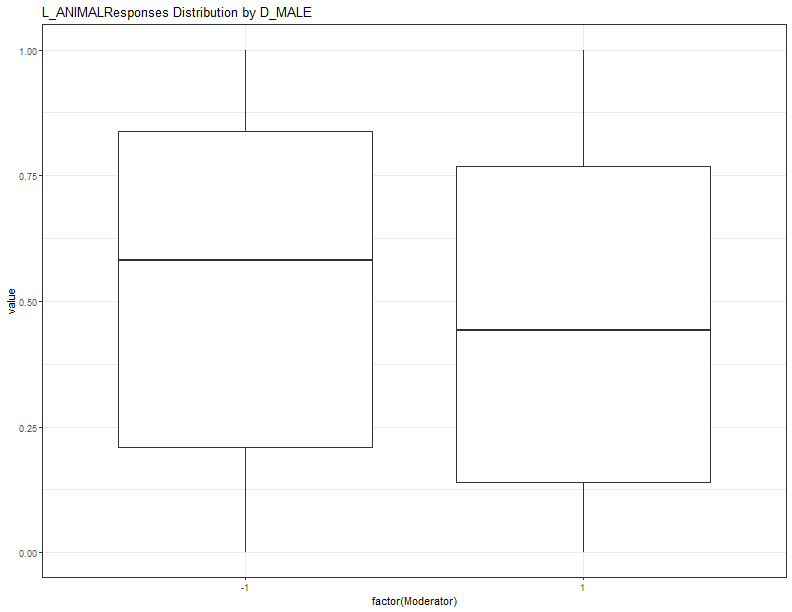 L_ANIMALResponses Distribution by D_MALE
1.00
0.75
0.50
0.25
0.00
value
-1
1
factor(Moderator)